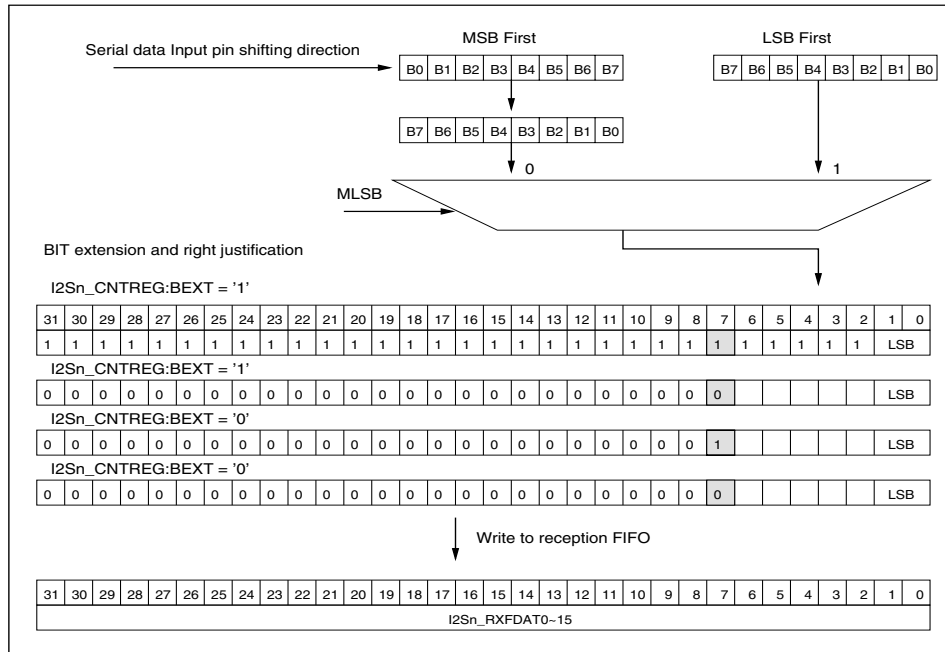 MSB First LSB First
Serial data Input pin shifting direction
B0 B1 B2 B3 B4 B5 B6 B7 B7 B6 B5 B4 B3 B2 B1 B0
B7 B6 B5 B4 B3 B2 B1 B0
0 1
MLSB
BIT extension and right justification
I2Sn_CNTREG:BEXT = '1'
31 30 29 28 27 26 25 24 23 22 21 20 19 18 17 16 15 14 13 12 11 10 9 8 7 6 5 4 3 2 1 0
1 1 1 1 1 1 1 1 1 1 1 1 1 1 1 1 1 1 1 1 1 1 1 1 1 1 1 1 1 1 LSB
I2Sn_CNTREG:BEXT = '1'
0 0 0 0 0 0 0 0 0 0 0 0 0 0 0 0 0 0 0 0 0 0 0 0 0 LSB
I2Sn_CNTREG:BEXT = '0'
0 0 0 0 0 0 0 0 0 0 0 0 0 0 0 0 0 0 0 0 0 0 0 0 1 LSB
I2Sn_CNTREG:BEXT = '0'
0 0 0 0 0 0 0 0 0 0 0 0 0 0 0 0 0 0 0 0 0 0 0 0 0 LSB
Write to reception FIFO
31 30 29 28 27 26 25 24 23 22 21 20 19 18 17 16 15 14 13 12 11 10 9 8 7 6 5 4 3 2 1 0
I2Sn_RXFDAT0~15